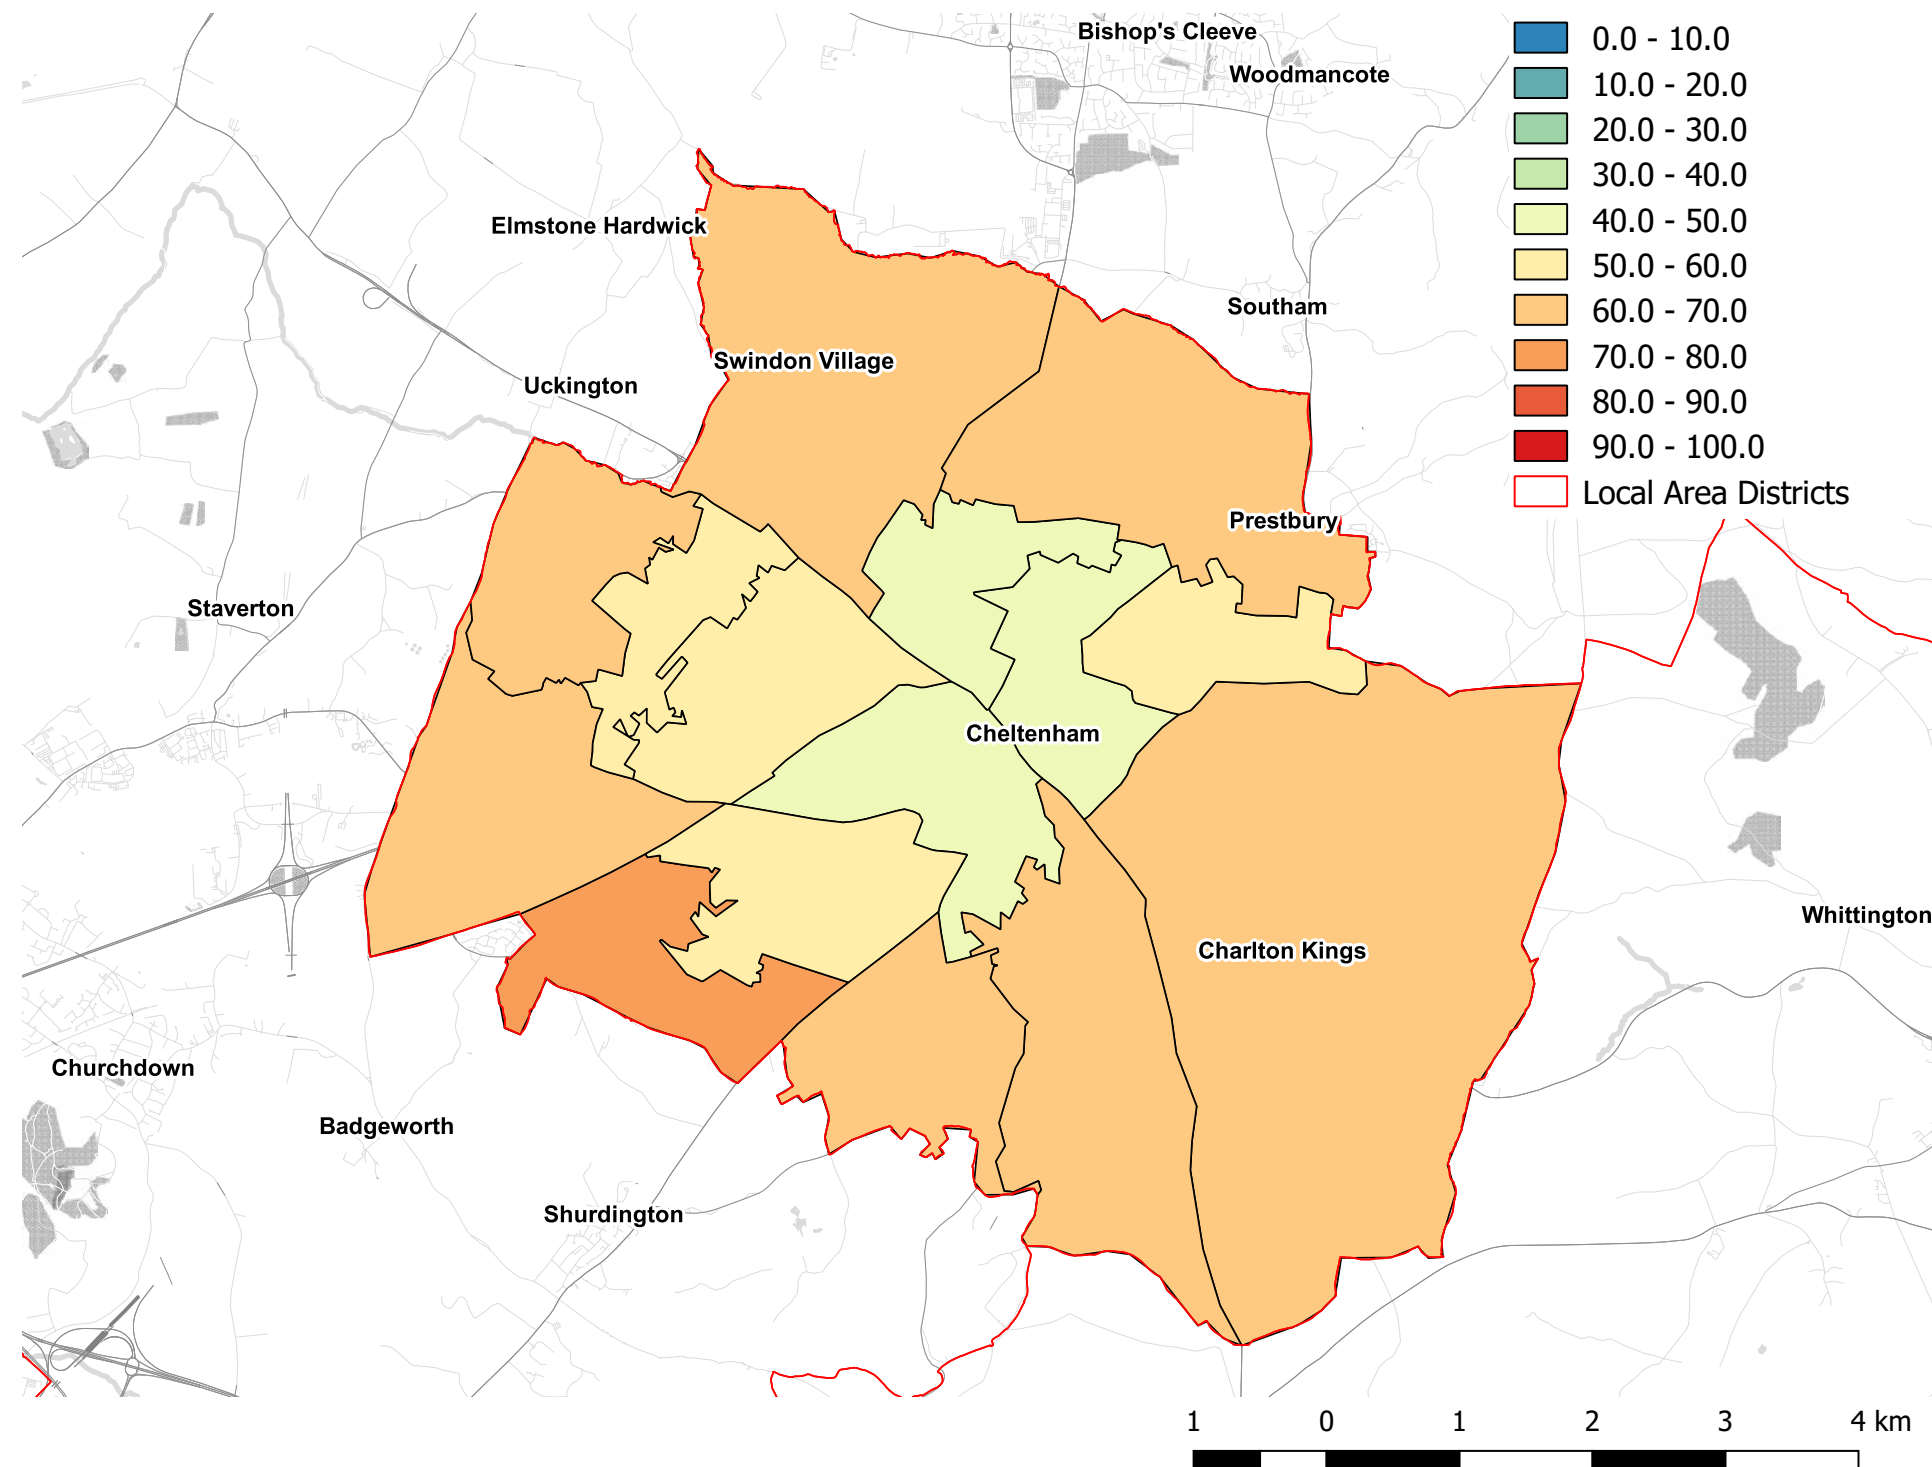 Bishop's Cleeve
Woodmancote
Elmstone Hardwick
Southam
Swindon Village
Uckington
Prestbury
Staverton
Cheltenham
Whittington
Charlton Kings
Churchdown
Badgeworth
Shurdington
0.0 - 10.0
10.0 - 20.0
20.0 - 30.0
30.0 - 40.0
40.0 - 50.0
50.0 - 60.0
60.0 - 70.0
70.0 - 80.0
80.0 - 90.0
90.0 - 100.0
Local Area Districts
1 0 1 2 3 4 km